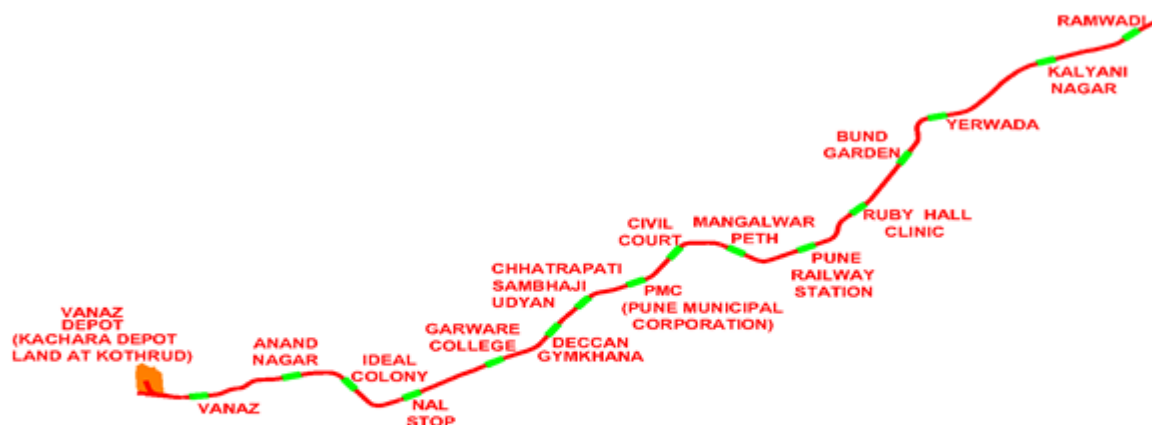 RAMWADI
KALYANI
NAGAR
YERWADA
BUND
GARDEN
RUBY HALL
CLINIC
CIVIL
COURT
MANGALWAR
PETH
PUNE
RAILWAY
STATION
CHHATRAPATI
SAMBHAJI
UDYAN
PMC
(PUNE MUNICIPAL
CORPORATION)
VANAZ
DEPOT
(KACHARA DEPOT
LAND AT KOTHRUD)
GARWARE
COLLEGE
DECCAN
GYMKHANA
ANAND
NAGAR
IDEAL
COLONY
VANAZ
NAL
STOP